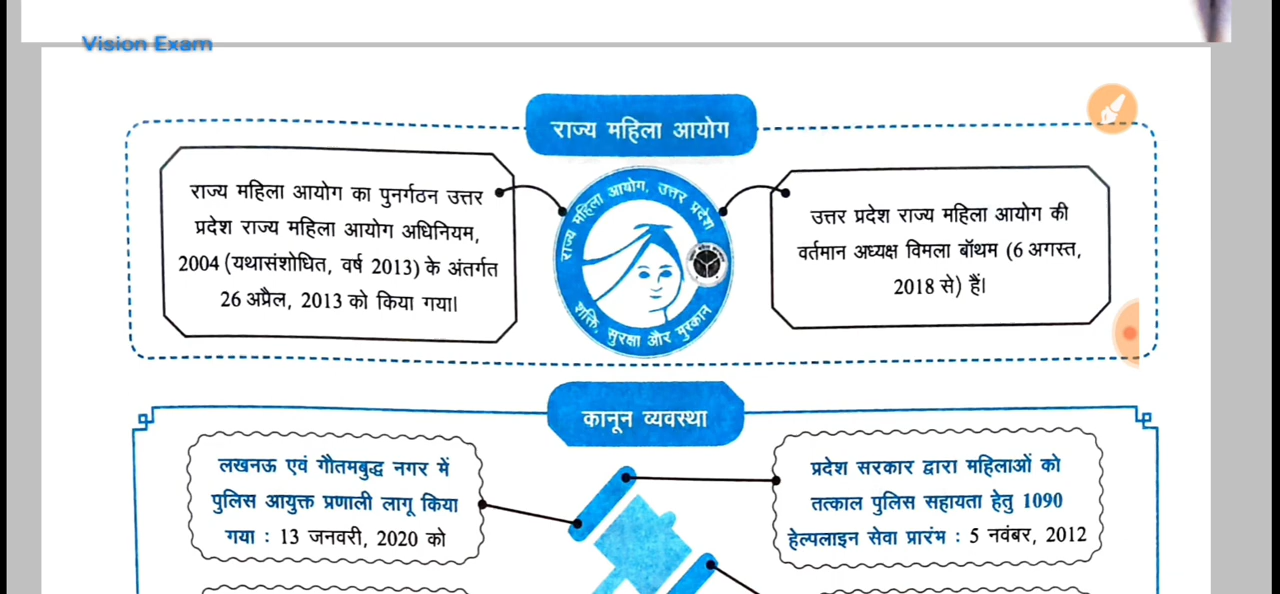 Vision Exam
राज्य महिला आयोग
राज्य महिला आयोग का पुनर्गठन उत्तर
प्रदेश राज्य महिला आयोग अधिनियम,
2004 (यथासंशोधित, वर्ष 2013) के अंतर्गत
26 अप्रैल, 2013 को किया गया।
राज्य महिला आयोग, उत्तर प्रदेश
शक्ति, सुरक्षा और मुस्कान
उत्तर प्रदेश राज्य महिला आयोग की
वर्तमान अध्यक्ष विमला बॉथम (6 अगस्त,
2018 से) हैं।
कानून व्यवस्था
लखनऊ एवं गौतमबुद्ध नगर में
पुलिस आयुक्त प्रणाली लागू किया
गया : 13 जनवरी, 2020 को
प्रदेश सरकार द्वारा महिलाओं को
तत्काल पुलिस सहायता हेतु 1090
हेल्पलाइन सेवा प्रारंभ : 5 नवंबर, 2012